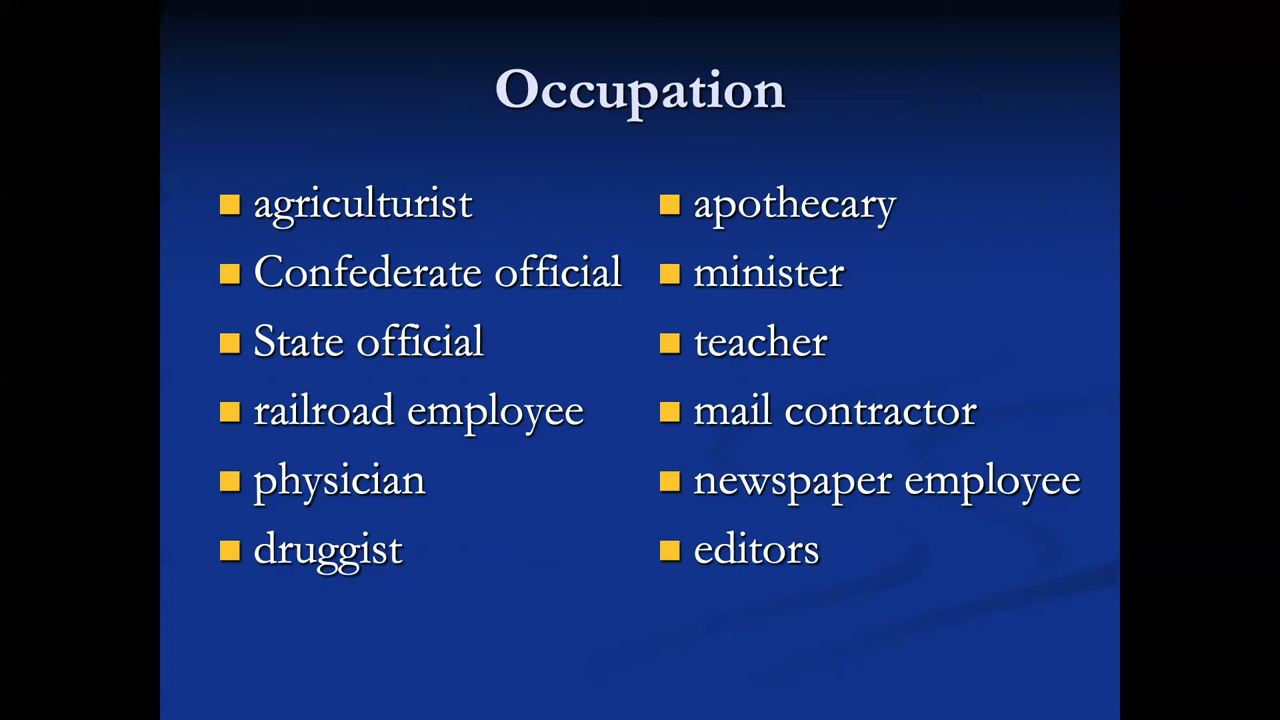 Occupation
agriculturist
Confederate official
State official
railroad employee
physician
druggist
apothecary
minister
teacher
mail contractor
newspaper employee
editors